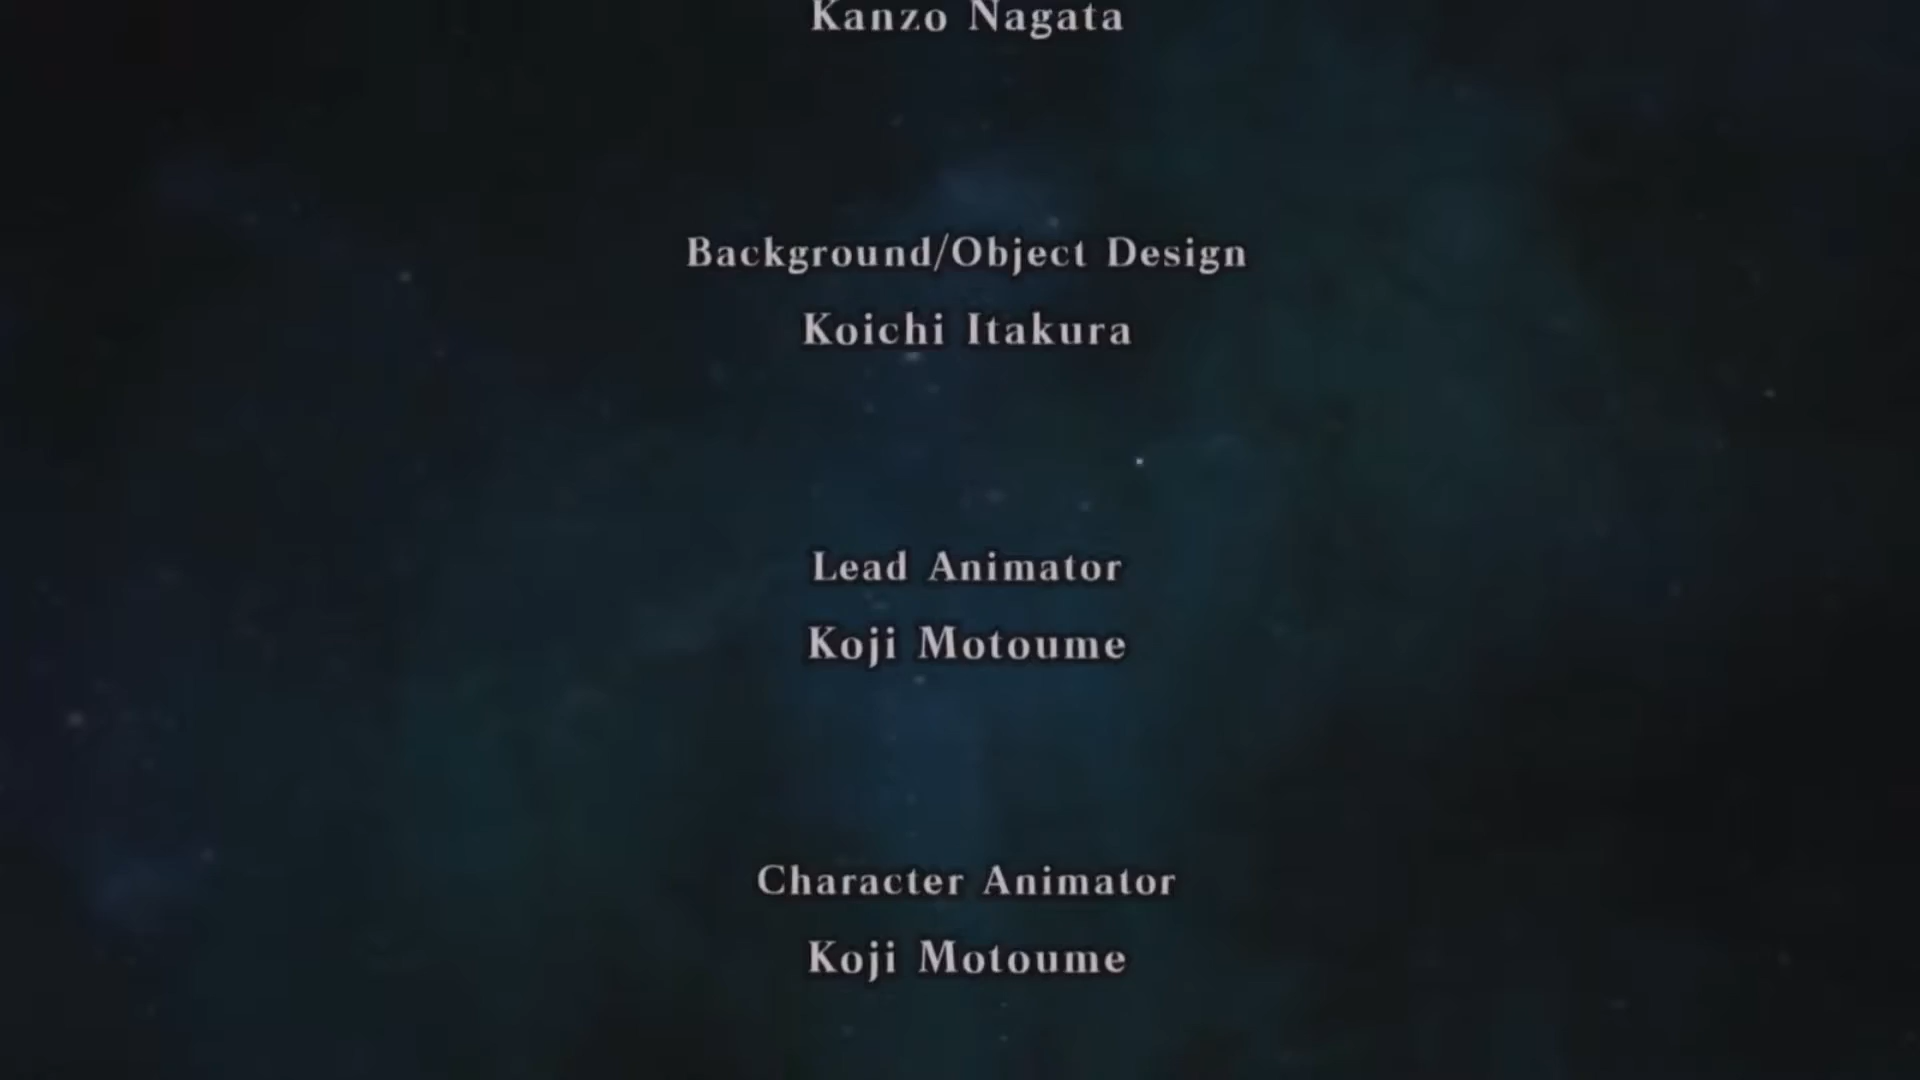 Kanzo Nagata
Background/Object Design
Koichi Itakura
Lead Animator
Koji Motoume
Character Animator
Koji Motoume